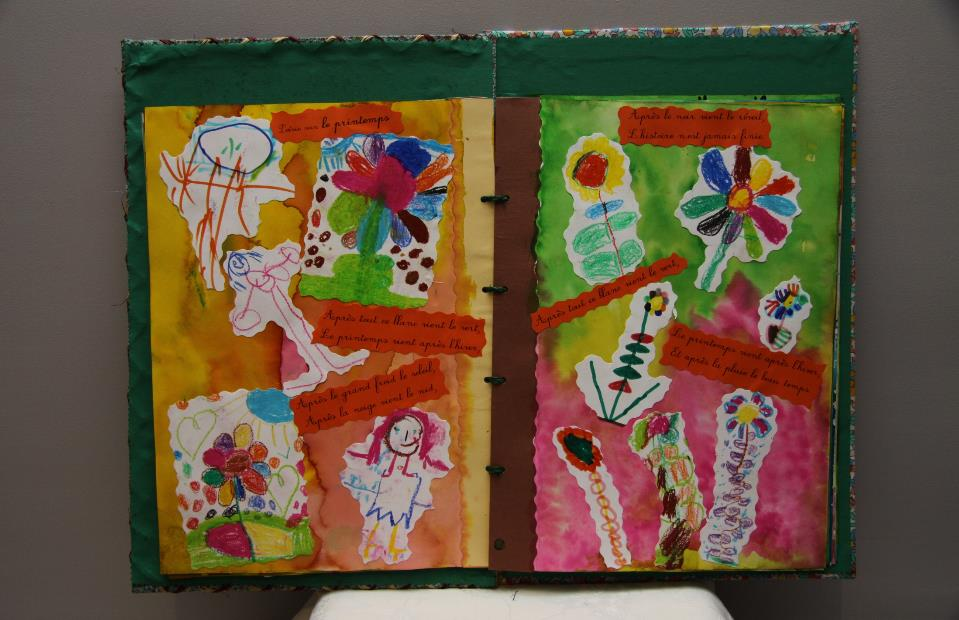 Poésie sur le printemps
Après tout ce blanc vient le vert,
Le printemps vient après l'hiver,
Après le grand froid le soleil,
Après la neige vient le nid,
Après le noir vient le réveil,
L'histoire n'est jamais finie
Après tout ce blanc vient le vert,
Le printemps vient après l'hiver,
Et après la pluie le beau temps